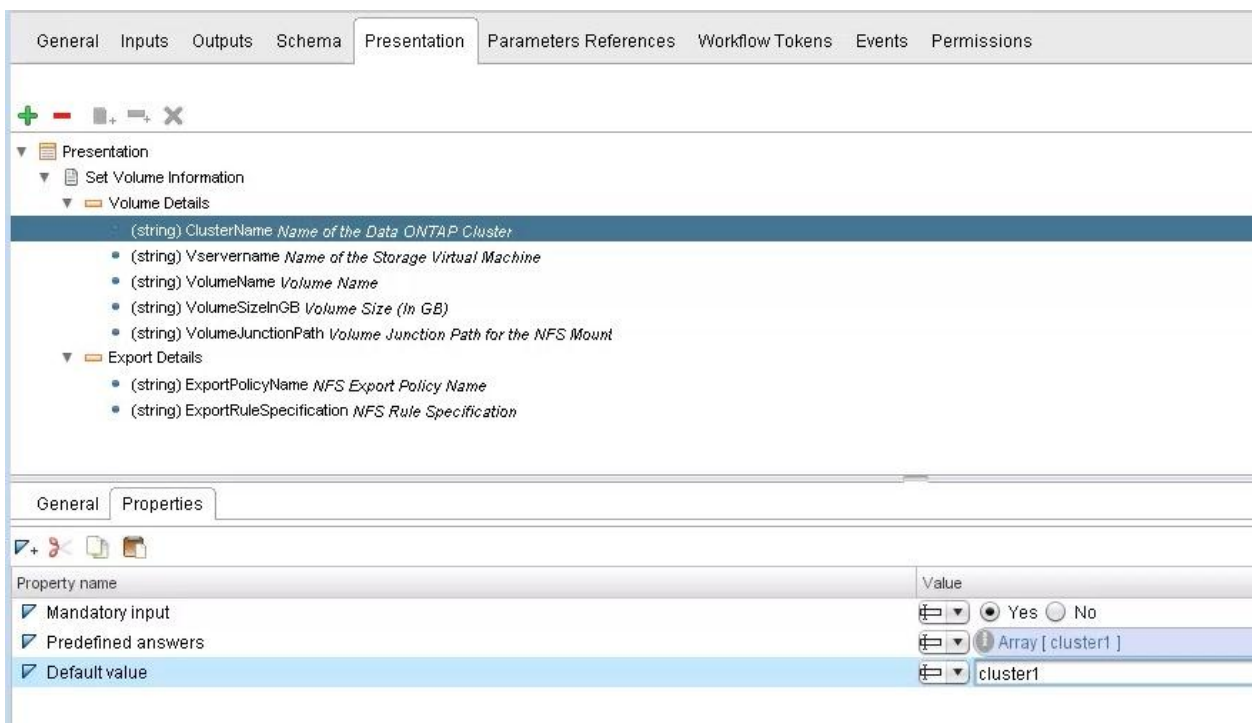 General Inputs Outputs Schema Presentation Parameters References Workflow Tokens Events Permissions
Presentation
Set Volume Information
Volume Details
(string) ClusterName Name of the Data ONTAP Cluster
(string) Vservername Name of the Storage Virtual Machine
(string) VolumeName Volume Name
(string) VolumeSizeInGB Volume Size (In GB)
(string) VolumeJunctionPath Volume Junction Path for the NFS Mount
Export Details
(string) ExportPolicyName NFS Export Policy Name
(string) ExportRuleSpecification NFS Rule Specification
General Properties
Property name Value
Mandatory input Yes No
Predefined answers Array [ cluster1 ]
Default value cluster1